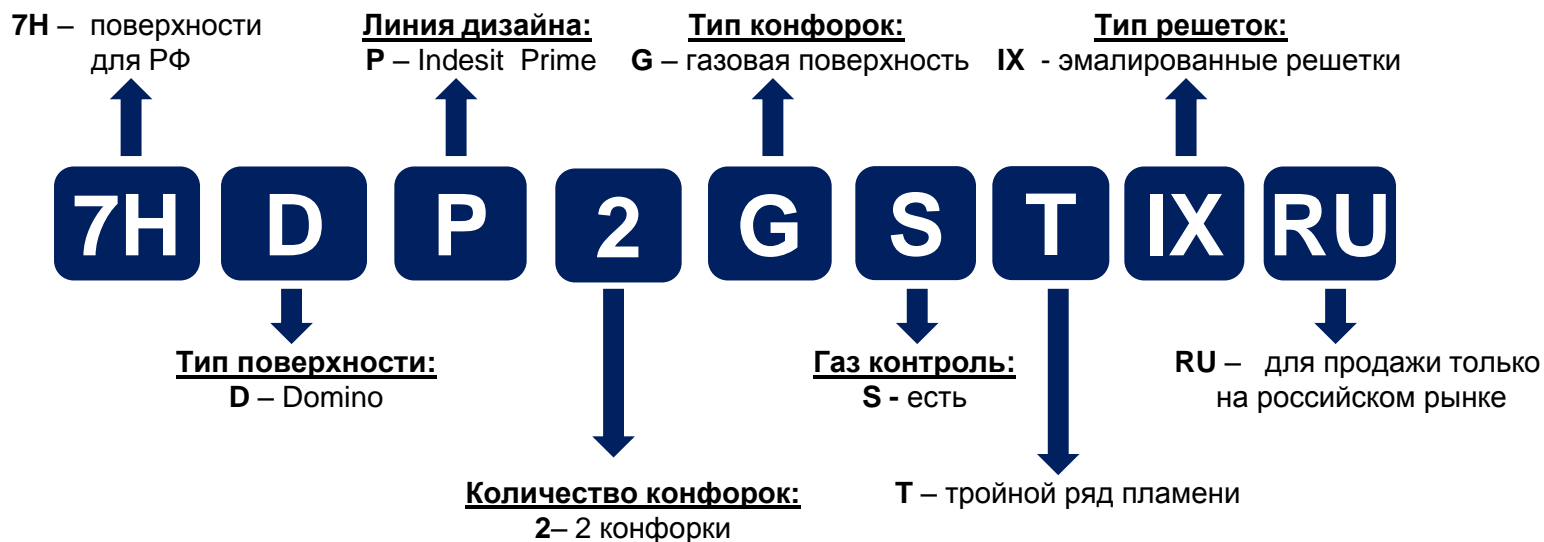 7H – поверхности
для РФ
Линия дизайна:
P – Indesit Prime
Тип конфорок:
G – газовая поверхность
Тип решеток:
IX - эмалированные решетки
7H D P 2 G S T IX RU
Тип поверхности:
D – Domino
Газ контроль:
S - есть
RU – для продажи только
на российском рынке
Количество конфорок:
2– 2 конфорки
T – тройной ряд пламени